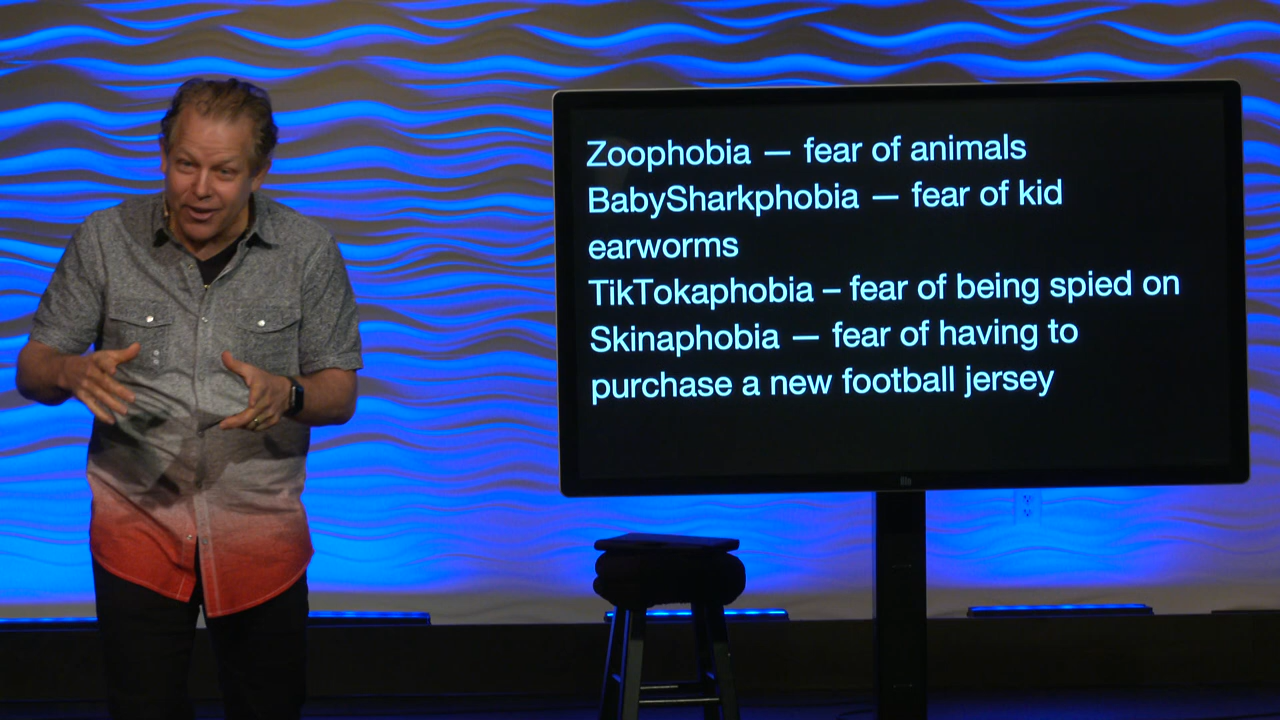 Zoophobia — fear of animals
BabySharkphobia — fear of kid
earworms
TikTokaphobia – fear of being spied on
Skinaphobia — fear of having to
purchase a new football jersey
elo